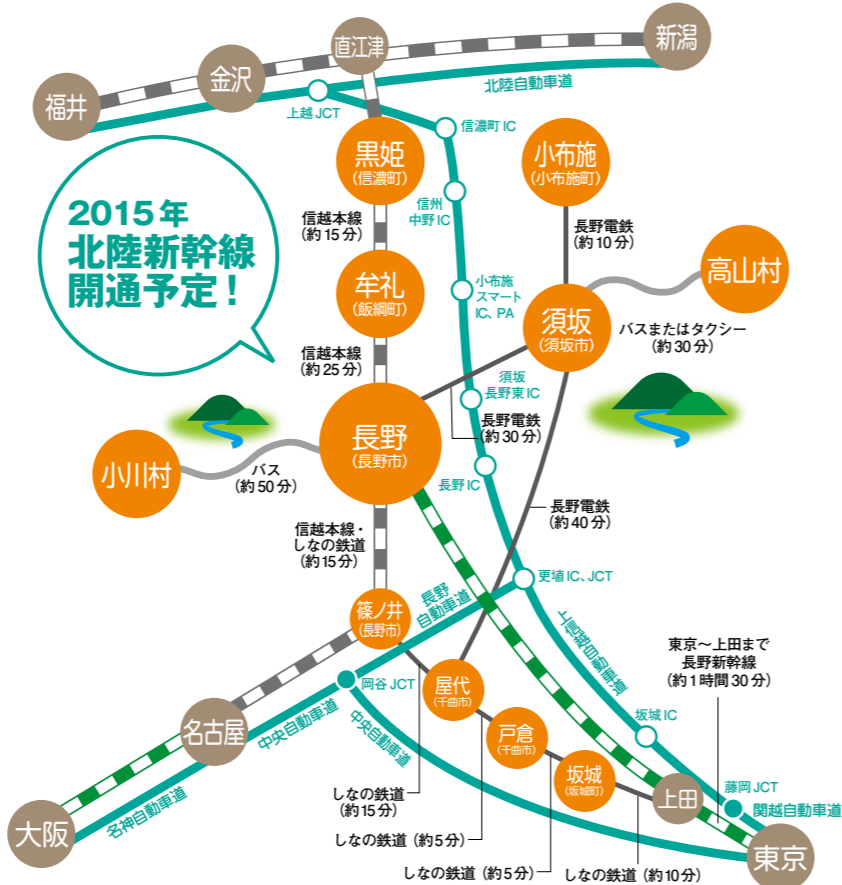 新潟
直江津
金沢
福井
北陸自動車道
上越JCT
信濃町IC
黒姫
(信濃町)
小布施
(小布施町)
信州
中野IC
2015年
北陸新幹線
開通予定！
信越本線
(約15分)
長野電鉄
(約10分)
高山村
牟礼
(飯綱町)
小布施
スマート
IC、PA
須坂
(須坂市)
バスまたはタクシー
(約30分)
信越本線
(約25分)
須坂
長野東IC
長野電鉄
(約30分)
長野
(長野市)
小川村
バス
(約50分)
長野IC
長野電鉄
(約40分)
信越本線・
しなの鉄道
(約15分)
更埴IC、JCT
長野
自動車道
篠ノ井
(長野市)
上信越自動車道
東京～上田まで
長野新幹線
(約1時間30分)
岡谷JCT
屋代
(千曲市)
名古屋
中央自動車道
中央自動車道
戸倉
(千曲市)
坂城IC
坂城
(坂城町)
上田
藤岡JCT
関越自動車道
しなの鉄道
(約15分)
名神自動車道
大阪
しなの鉄道(約5分)
しなの鉄道(約5分)
しなの鉄道(約10分)
東京